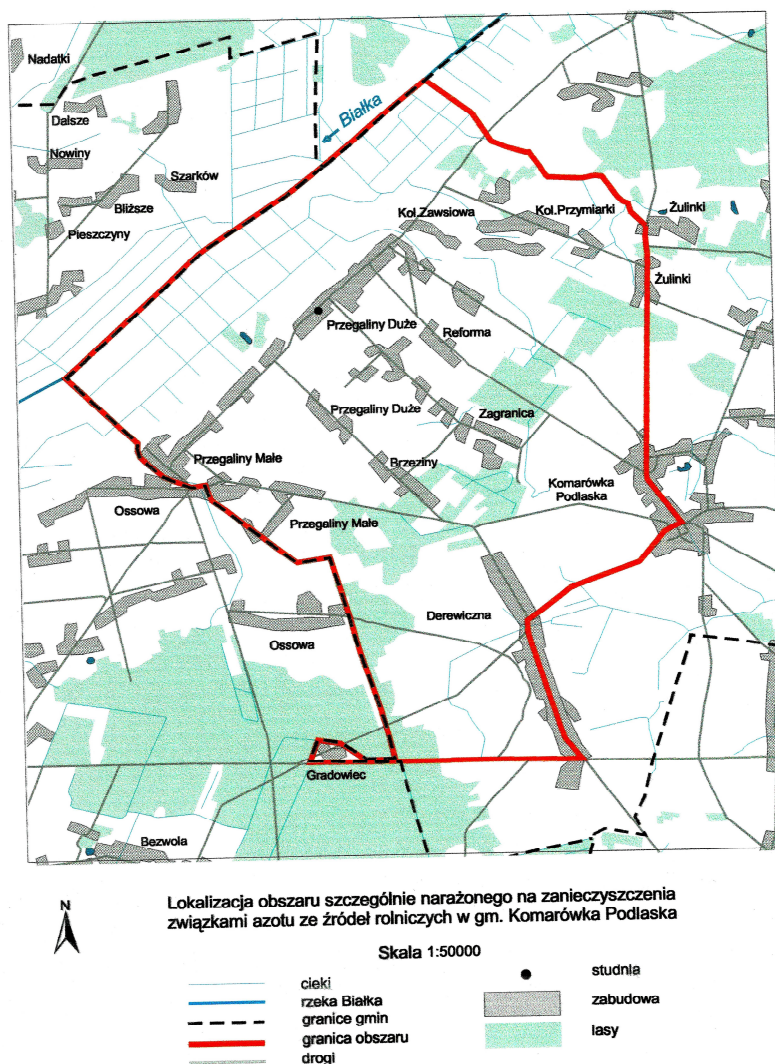 Nadatki
Dalsze
Nowiny
Szarków
Bliższe
Pieszczyny
Białka
Kol.Zawsiowa
Kol.Przymiarki
Żulinki
Żulinki
Przegaliny Duże
Reforma
Przegaliny Duże
Zagranica
Przegaliny Małe
Brzeziny
Komarówka
Podlaska
Ossowa
Przegaliny Małe
Derewiczna
Ossowa
Gradowiec
Bezwola
N
Lokalizacja obszaru szczególnie narażonego na zanieczyszczenia
związkami azotu ze źródeł rolniczych w gm. Komarówka Podlaska
Skala 1:50000
cieki
rzeka Białka
granice gmin
granica obszaru
drogi
studnia
zabudowa
lasy